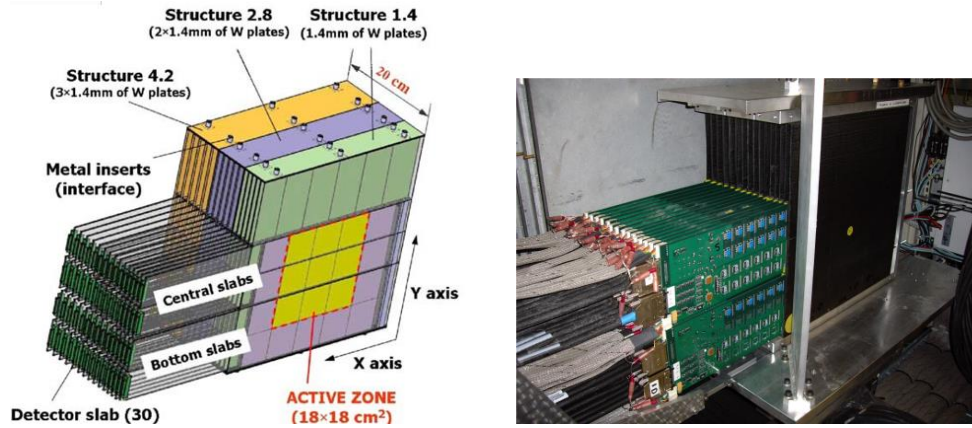 Structure 2.8
(2×1.4mm of W plates)
Structure 1.4
(1.4mm of W plates)
Structure 4.2
(3×1.4mm of W plates)
20 cm
Metal inserts
(interface)
Central slabs
Y axis
Bottom slabs
X axis
Detector slab (30)
ACTIVE ZONE
(18×18 cm²)